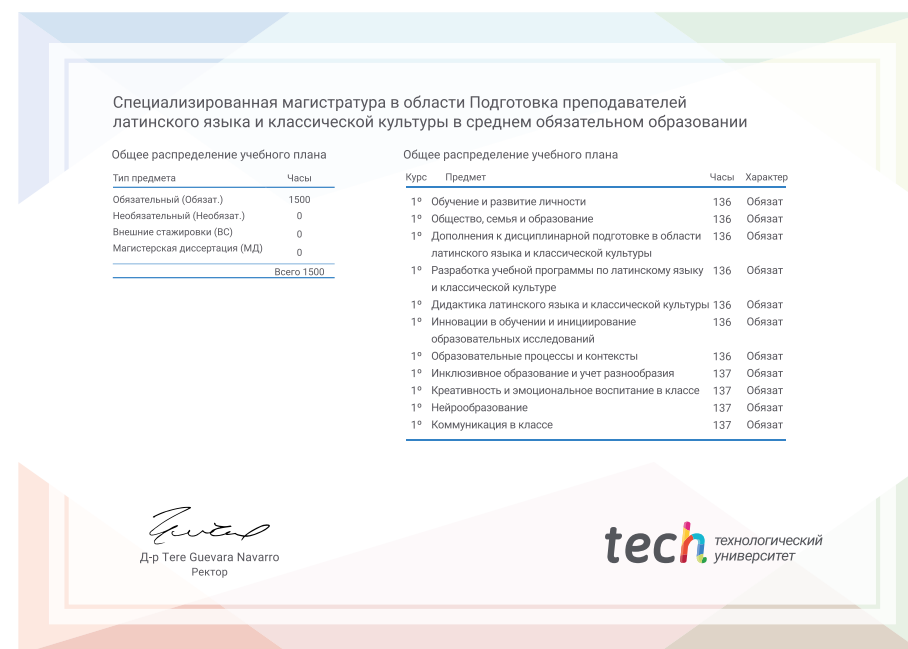 Специализированная магистратура в области Подготовка преподавателей
латинского языка и классической культуры в среднем обязательном образовании
Общее распределение учебного плана
Тип предмета Часы
Обязательный (Обязат.) 1500
Необязательный (Необязат.) 0
Внешние стажировки (ВС) 0
Магистерская диссертация (МД) 0
Всего 1500
Общее распределение учебного плана
Курс Предмет Часы Характер
1º Обучение и развитие личности 136 Обязат
1º Общество, семья и образование 136 Обязат
1º Дополнения к дисциплинарной подготовке в области 136 Обязат
латинского языка и классической культуры
1º Разработка учебной программы по латинскому языку 136 Обязат
и классической культуре
1º Дидактика латинского языка и классической культуры 136 Обязат
1º Инновации в обучении и инициирование 136 Обязат
образовательных исследований
1º Образовательные процессы и контексты 136 Обязат
1º Инклюзивное образование и учет разнообразия 137 Обязат
1º Креативность и эмоциональное воспитание в классе 137 Обязат
1º Нейрообразование 137 Обязат
1º Коммуникация в классе 137 Обязат
Д-р Tere Guevara Navarro
Ректор
tech технологический
университет